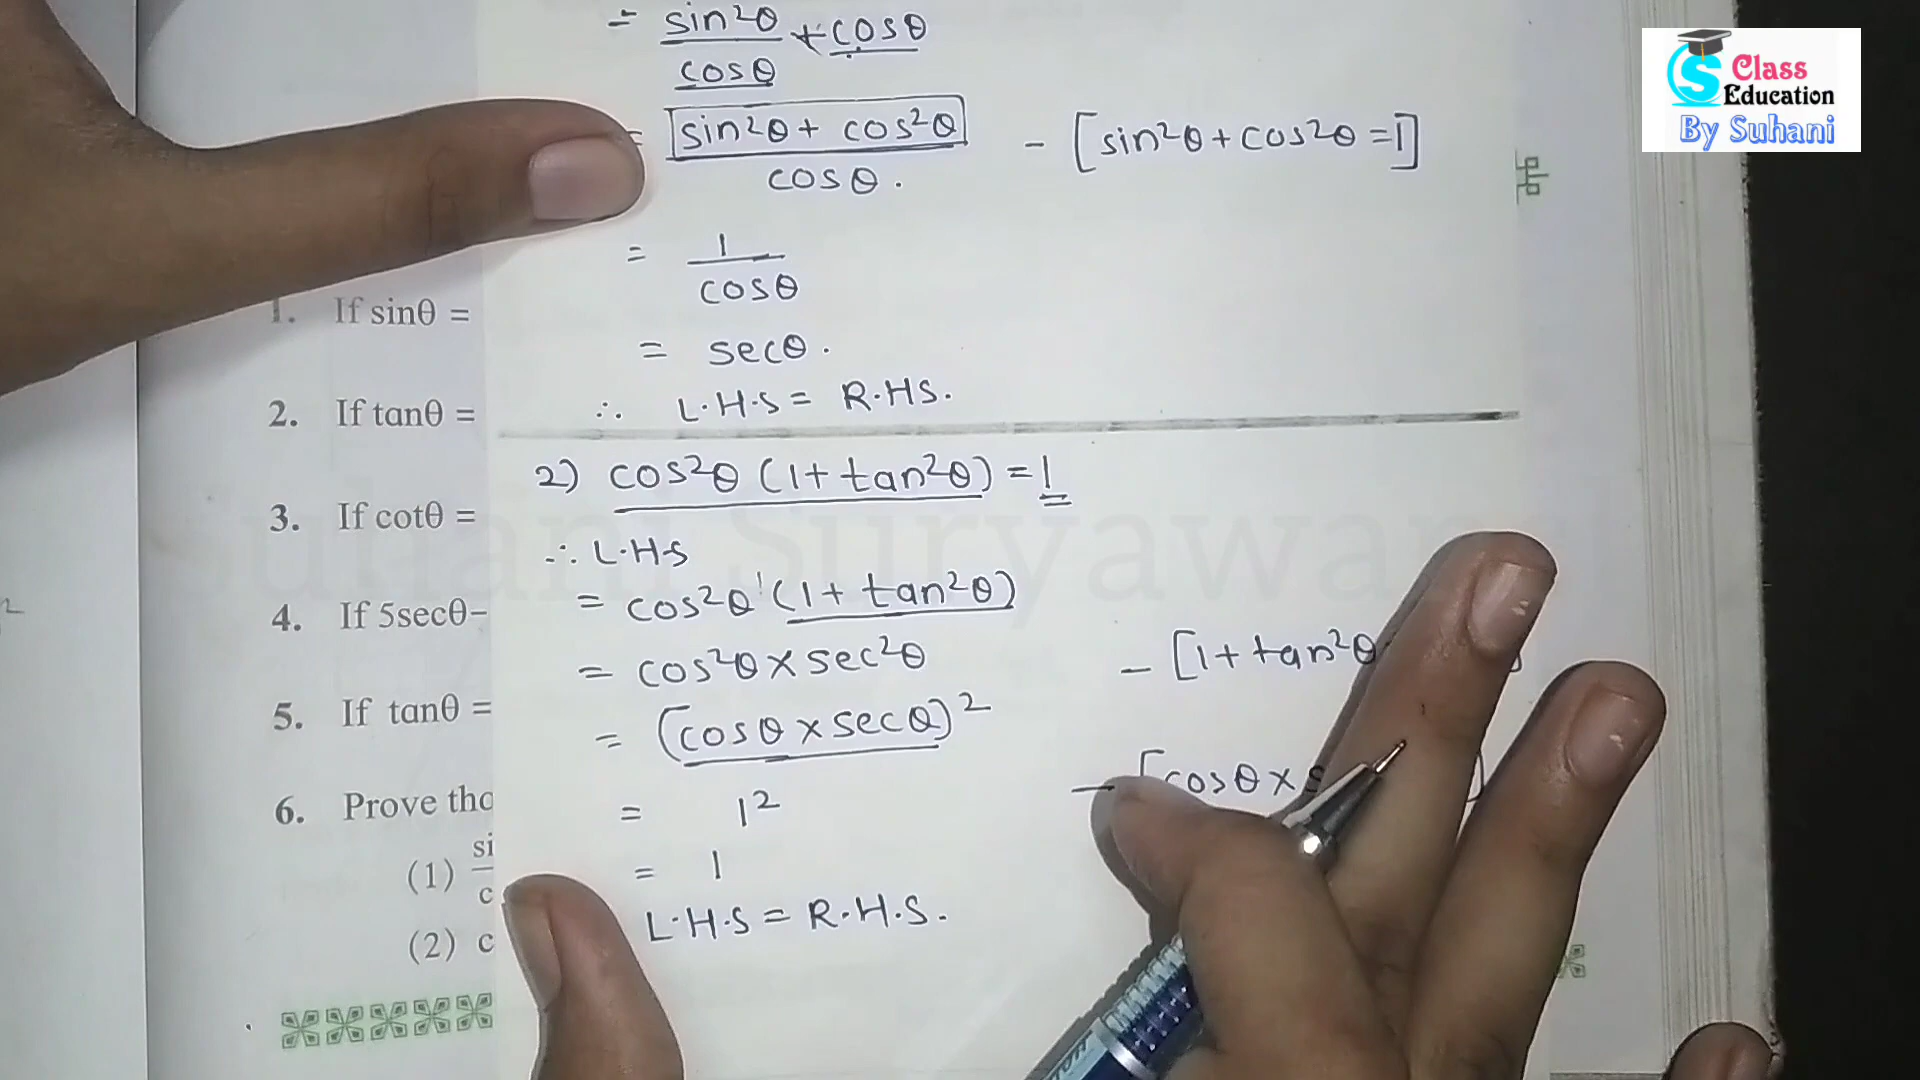 = sin²θ/cosθ + cosθ
= sin²θ + cos²θ/cosθ. - [sin²θ + cos²θ = 1]
= 1/cosθ
= secθ.
∴ L.H.S = R.HS.
2) cos²θ (1 + tan²θ) = 1
∴ L.H.S
= cos²θ (1 + tan²θ)
= cos²θ × sec²θ - [1 + tan²θ
= (cosθ × secθ)² - [cosθ ×
= 1²
= 1
L.H.S = R.H.S.
1. If sinθ =
2. If tanθ =
3. If cotθ =
4. If 5secθ–
5. If tanθ =
6. Prove
(1)
(2)
Class
Education
By Suhani
Suhani